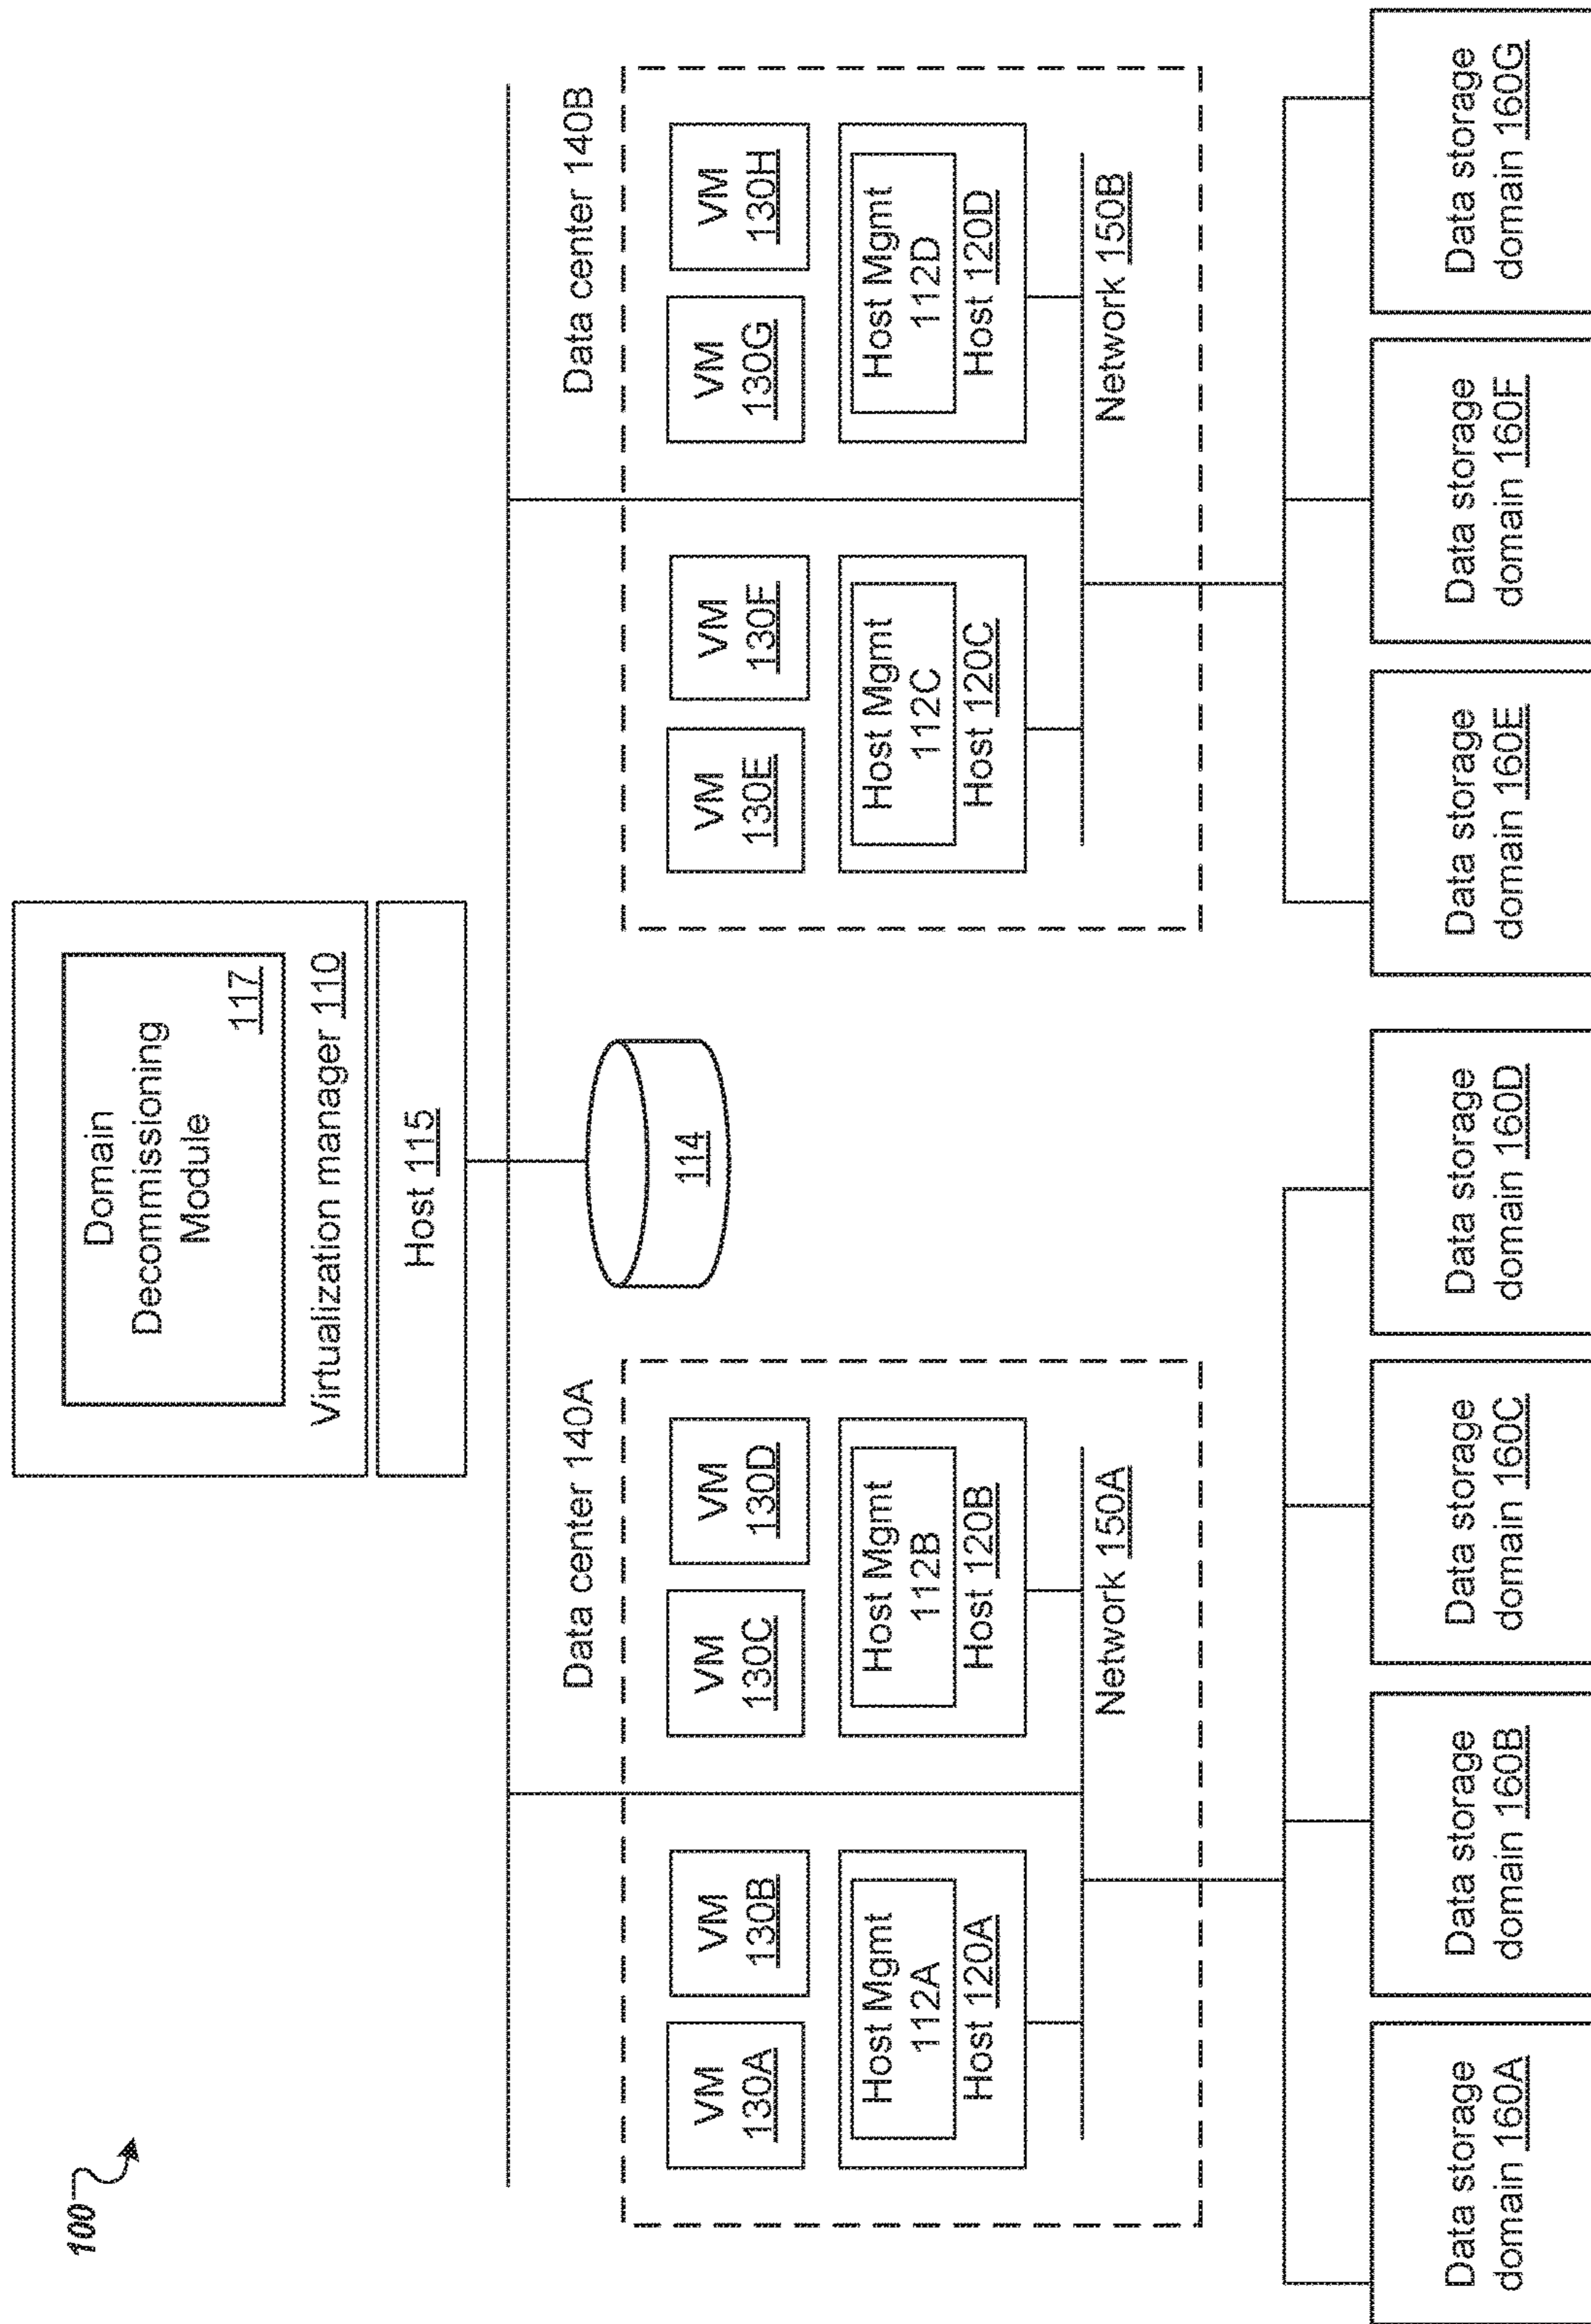 100
Domain
Decommissioning
Module
117
Virtualization manager 110
Host 115
114
Data center 140A
VM
130A
VM
130B
VM
130C
VM
130D
Host Mgmt
112A
Host 120A
Host Mgmt
112B
Host 120B
Network 150A
Data center 140B
VM
130E
VM
130F
VM
130G
VM
130H
Host Mgmt
112C
Host 120C
Host Mgmt
112D
Host 120D
Network 150B
Data storage
domain 160A
Data storage
domain 160B
Data storage
domain 160C
Data storage
domain 160D
Data storage
domain 160E
Data storage
domain 160F
Data storage
domain 160G